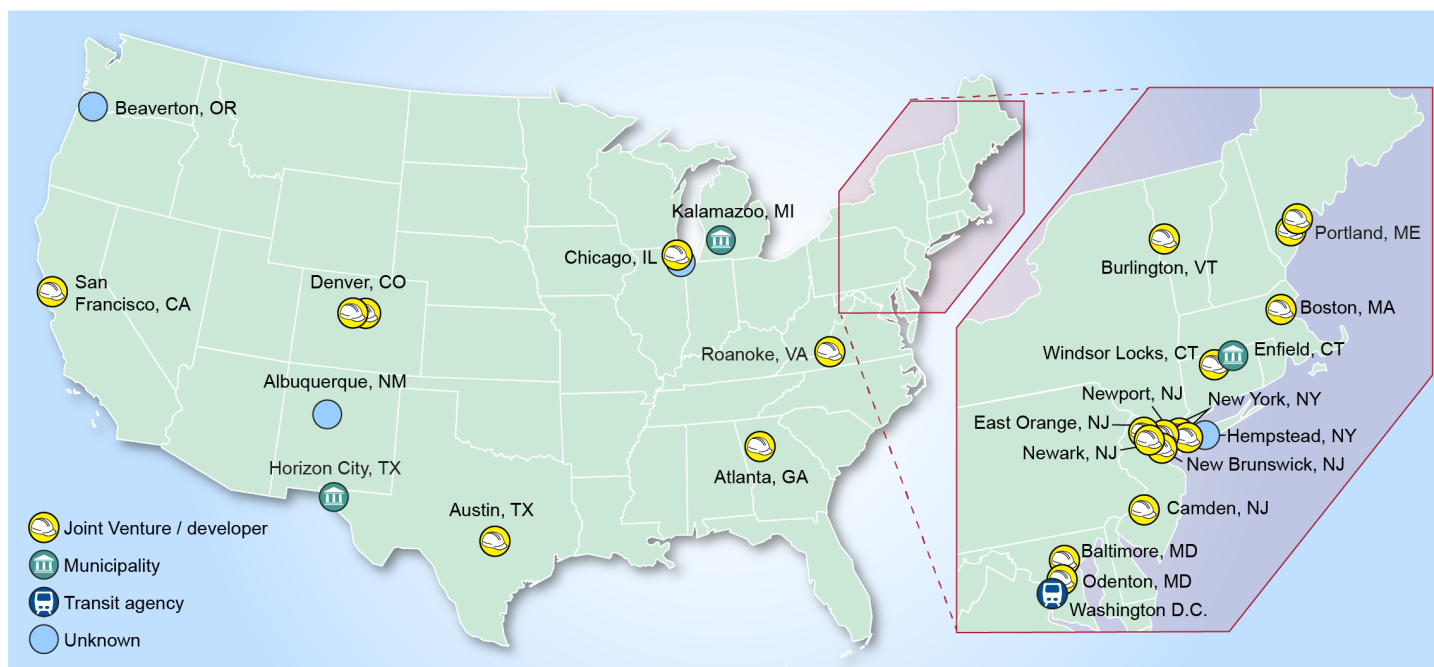 Beaverton, OR
Kalamazoo, MI
Chicago, IL
San
Francisco, CA
Denver, CO
Roanoke, VA
Albuquerque, NM
Horizon City, TX
Atlanta, GA
Austin, TX
Joint Venture / developer
Municipality
Transit agency
Unknown
Portland, ME
Burlington, VT
Boston, MA
Windsor Locks, CT
Enfield, CT
Newport, NJ
New York, NY
East Orange, NJ
Hempstead, NY
Newark, NJ
New Brunswick, NJ
Camden, NJ
Baltimore, MD
Odenton, MD
Washington D.C.